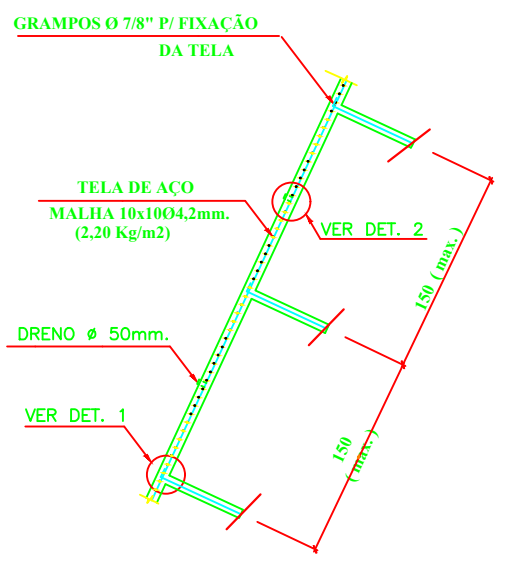 GRAMPOS Ø 7/8" P/ FIXAÇÃO
DA TELA
TELA DE AÇO
MALHA 10x10Ø4,2mm.
(2,20 Kg/m2)
VER DET. 2
150 ( max. )
DRENO ø 50mm.
VER DET. 1
150
( max. )